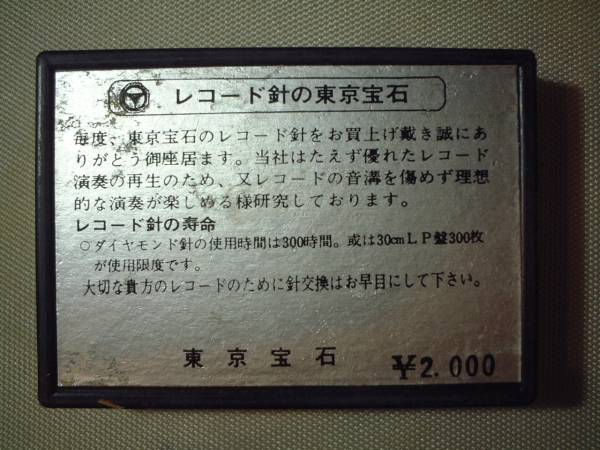 レコード針の東京宝石
毎度、東京宝石のレコード針をお買上げ戴き誠にあ
りがとう御座居ます。当社はたえず優れたレコード
演奏の再生のため、又レコードの音溝を傷めず理想
的な演奏が楽しめる様研究しております。
レコード針の寿命
○ダイヤモンド針の使用時間は300時間。或は30cmLP盤300枚
が使用限度です。
大切な貴方のレコードのために針交換はお早目にして下さい。
東京宝石 ¥2.000